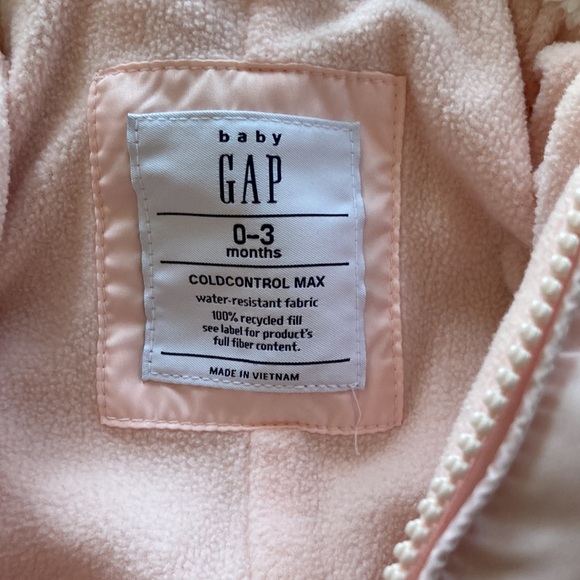 baby
GAP
0-3
months
COLDCONTROL MAX
water-resistant fabric
100% recycled fill
see label for product's
full fiber content.
MADE IN VIETNAM